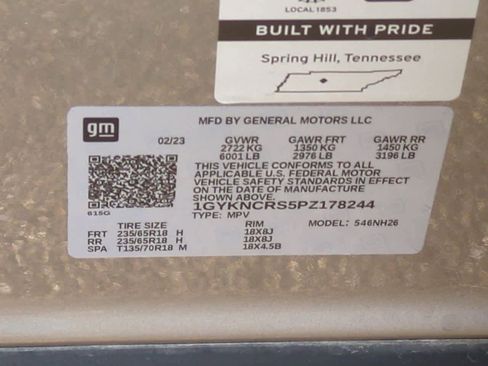 LOCAL 1853
BUILT WITH PRIDE
Spring Hill, Tennessee
gm
MFD BY GENERAL MOTORS LLC
02/23 GVWR GAWR FRT GAWR RR
2722 KG 1350 KG 1450 KG
6001 LB 2976 LB 3196 LB
THIS VEHICLE CONFORMS TO ALL
APPLICABLE U.S. FEDERAL MOTOR
VEHICLE SAFETY STANDARDS IN EFFECT
ON THE DATE OF MANUFACTURE
SHOWN ABOVE.
615G
1GYKNCRS5PZ178244
TYPE: MPV MODEL: 546NH26
TIRE SIZE RIM
FRT 235/65R18 H 18X8J
RR 235/65R18 H 18X8J
SPA T135/70R18 M 18X4.5B